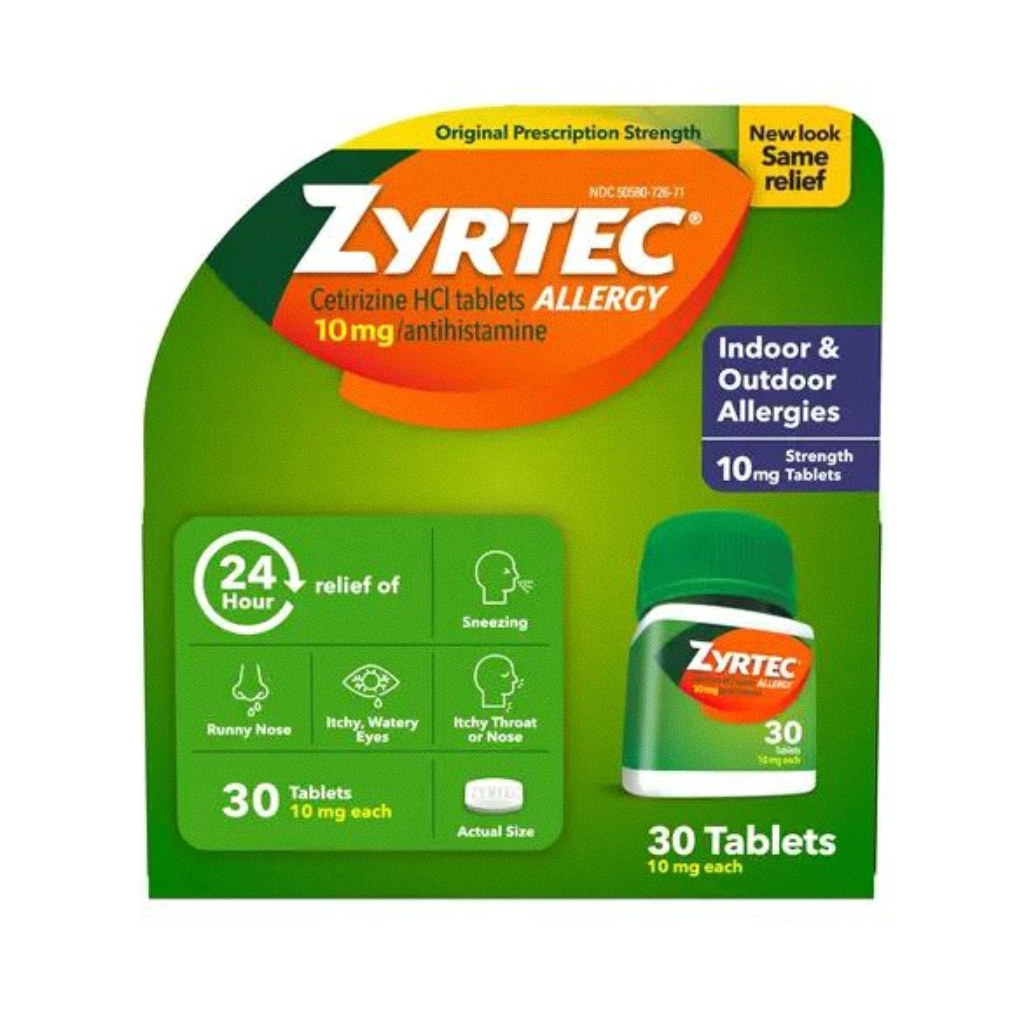 Original Prescription Strength
New look
Same
relief
NDC 50580-726-71
ZYRTEC®
Cetirizine HCl tablets ALLERGY
10 mg/antihistamine
Indoor &
Outdoor
Allergies
10mg Strength
Tablets
24
Hour
relief of
Sneezing
Runny Nose
Itchy, Watery
Eyes
Itchy Throat
or Nose
30 Tablets
10 mg each
ZYRTEC
Actual Size
ZYRTEC
ALLERGY
10mg
30
Tablets
10 mg each
30 Tablets
10 mg each